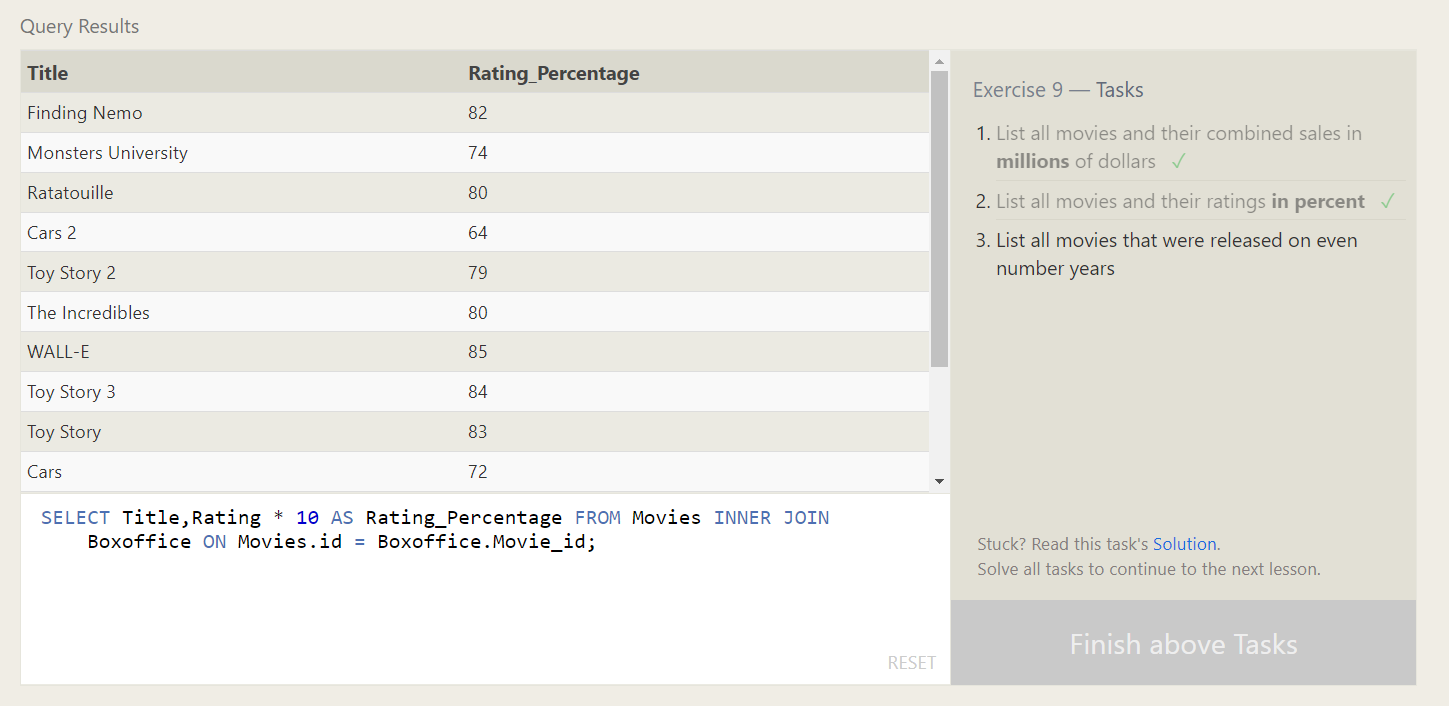 Query Results
Title Rating_Percentage
Finding Nemo 82
Monsters University 74
Ratatouille 80
Cars 2 64
Toy Story 2 79
The Incredibles 80
WALL-E 85
Toy Story 3 84
Toy Story 83
Cars 72
SELECT Title,Rating * 10 AS Rating_Percentage FROM Movies INNER JOIN
Boxoffice ON Movies.id = Boxoffice.Movie_id;
RESET
Exercise 9 — Tasks
1. List all movies and their combined sales in
millions of dollars ✓
2. List all movies and their ratings in percent ✓
3. List all movies that were released on even
number years
Stuck? Read this task's Solution.
Solve all tasks to continue to the next lesson.
Finish above Tasks